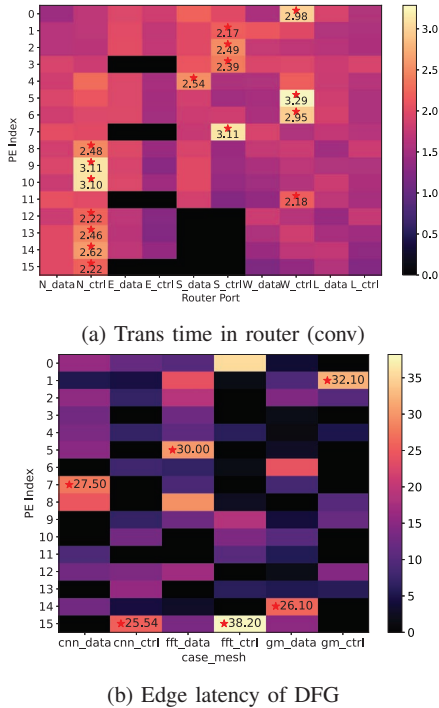 0 ★ 2.98
1 ★ 2.17
2 ★ 2.49
3 ★ 2.39
4 ★ 2.54
5 ★ 3.29
6 ★ 2.95
7 ★ 3.11
8 ★ 2.48
9 ★ 3.11
10 ★ 3.10
11 ★ 2.18
12 ★ 2.22
13 ★ 2.46
14 ★ 2.62
15 ★ 2.22
PE Index
N_data N_ctrl E_data E_ctrl S_data S_ctrl W_data W_ctrl L_data L_ctrl
Router Port
3.0
2.5
2.0
1.5
1.0
0.5
0.0
(a) Trans time in router (conv)
0
1 ★32.10
2
3
4
5 ★30.00
6
7 ★27.50
8
9
10
11
12
13
14 ★26.10
15 ★25.54 ★38.20
PE Index
cnn_data cnn_ctrl fft_data fft_ctrl gm_data gm_ctrl
case_mesh
35
30
25
20
15
10
5
0
(b) Edge latency of DFG